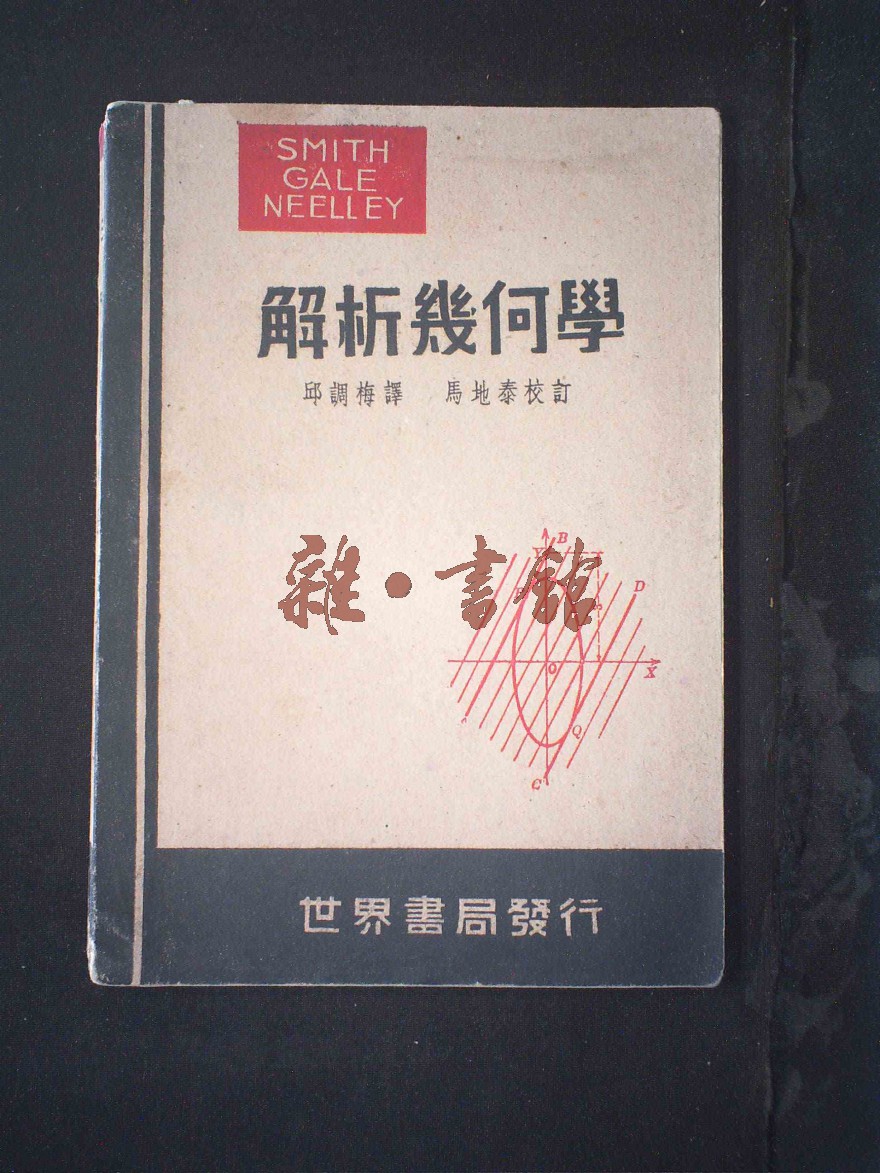 SMITH
GALE
NEELLEY
解析幾何學
邱調梅譯 馬地泰校訂
雜·書館
B
Y
D
O
X
Q
C
世界書局發行